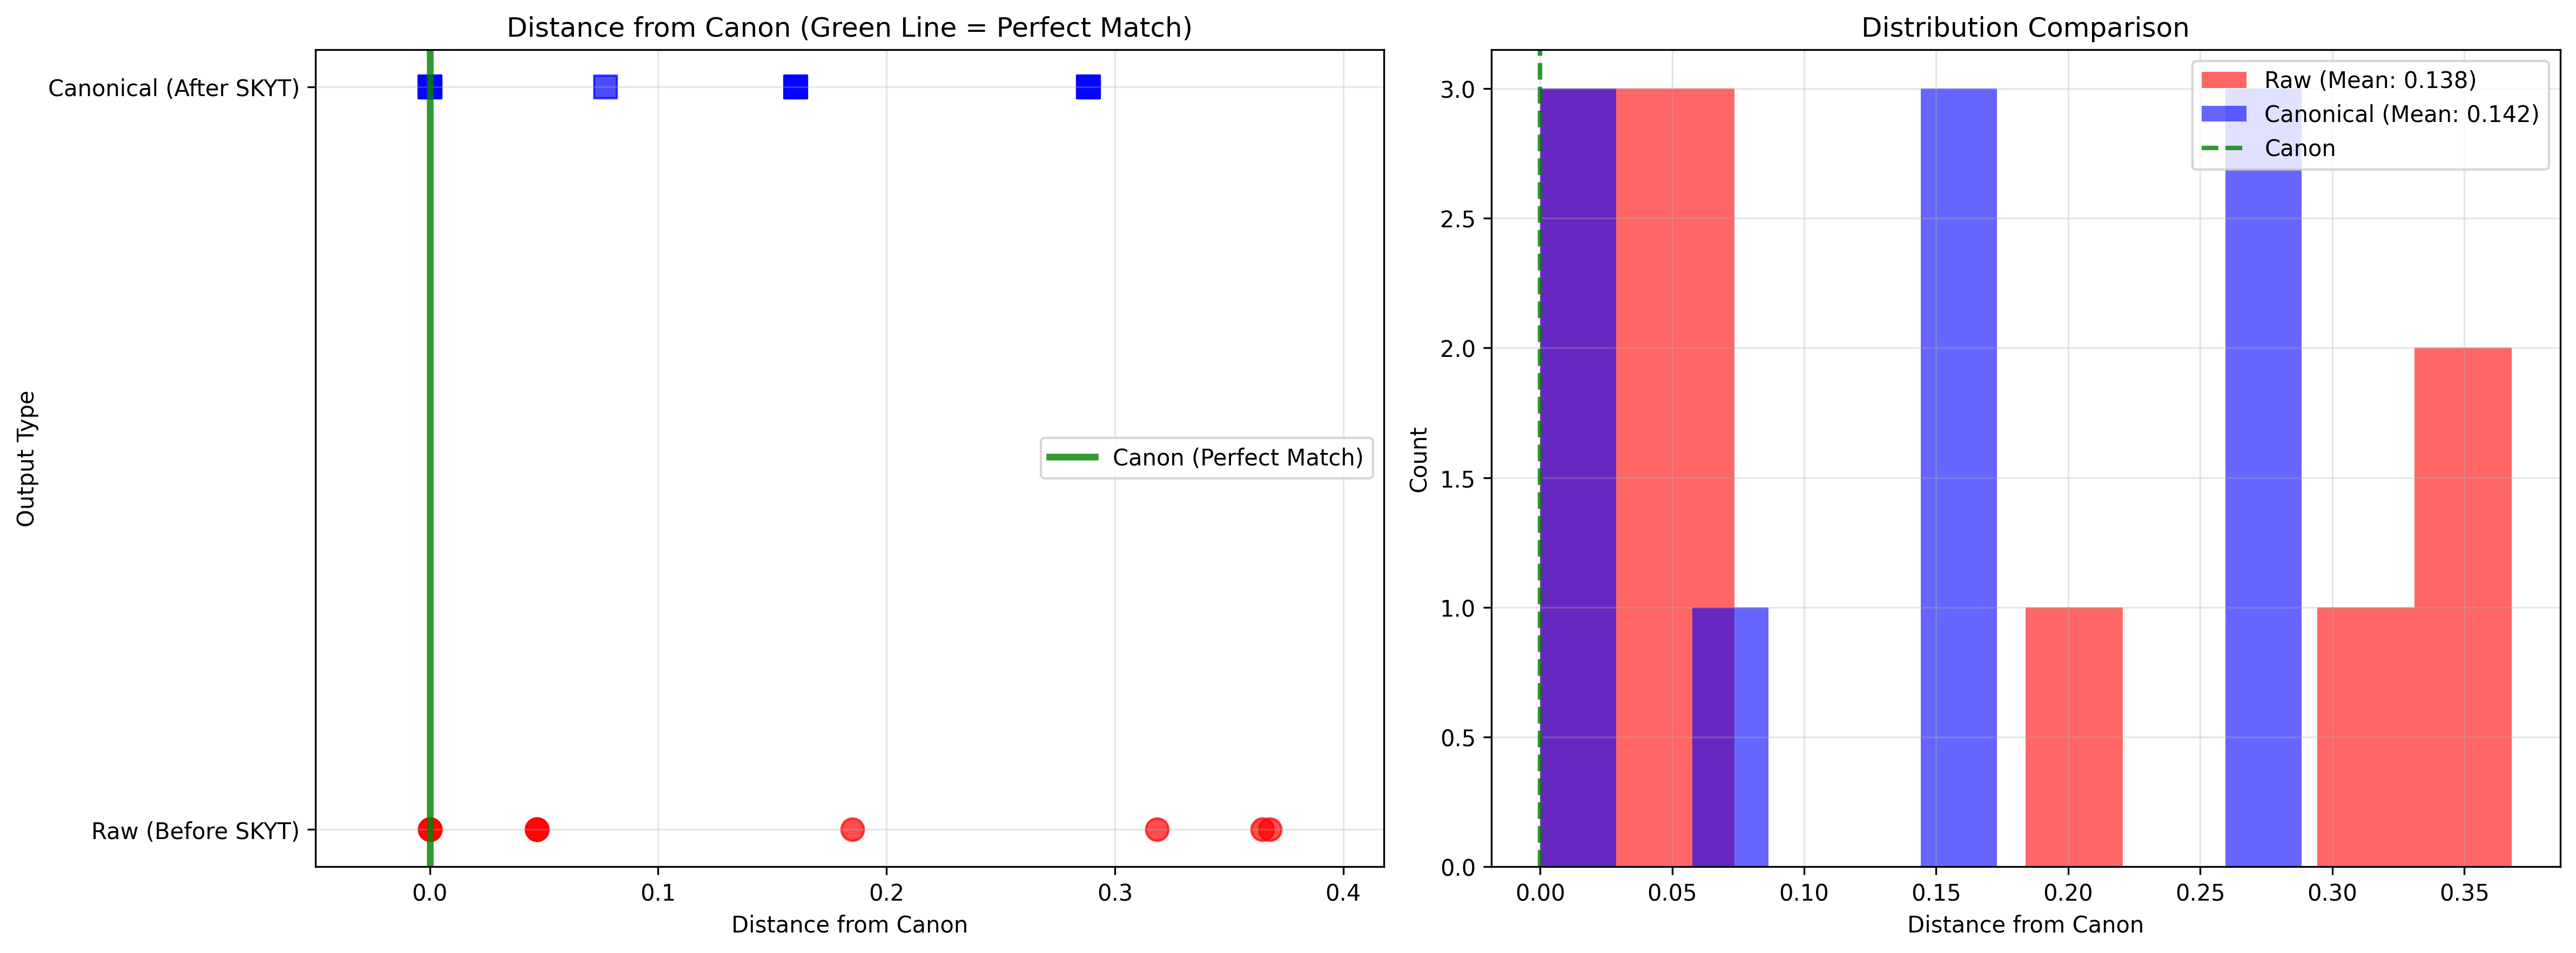 Distance from Canon (Green Line = Perfect Match)
Output Type
Canonical (After SKYT)
Raw (Before SKYT)
Canon (Perfect Match)
0.0 0.1 0.2 0.3 0.4
Distance from Canon
Distribution Comparison
Count
3.0
2.5
2.0
1.5
1.0
0.5
0.0
Raw (Mean: 0.138)
Canonical (Mean: 0.142)
Canon
0.00 0.05 0.10 0.15 0.20 0.25 0.30 0.35
Distance from Canon